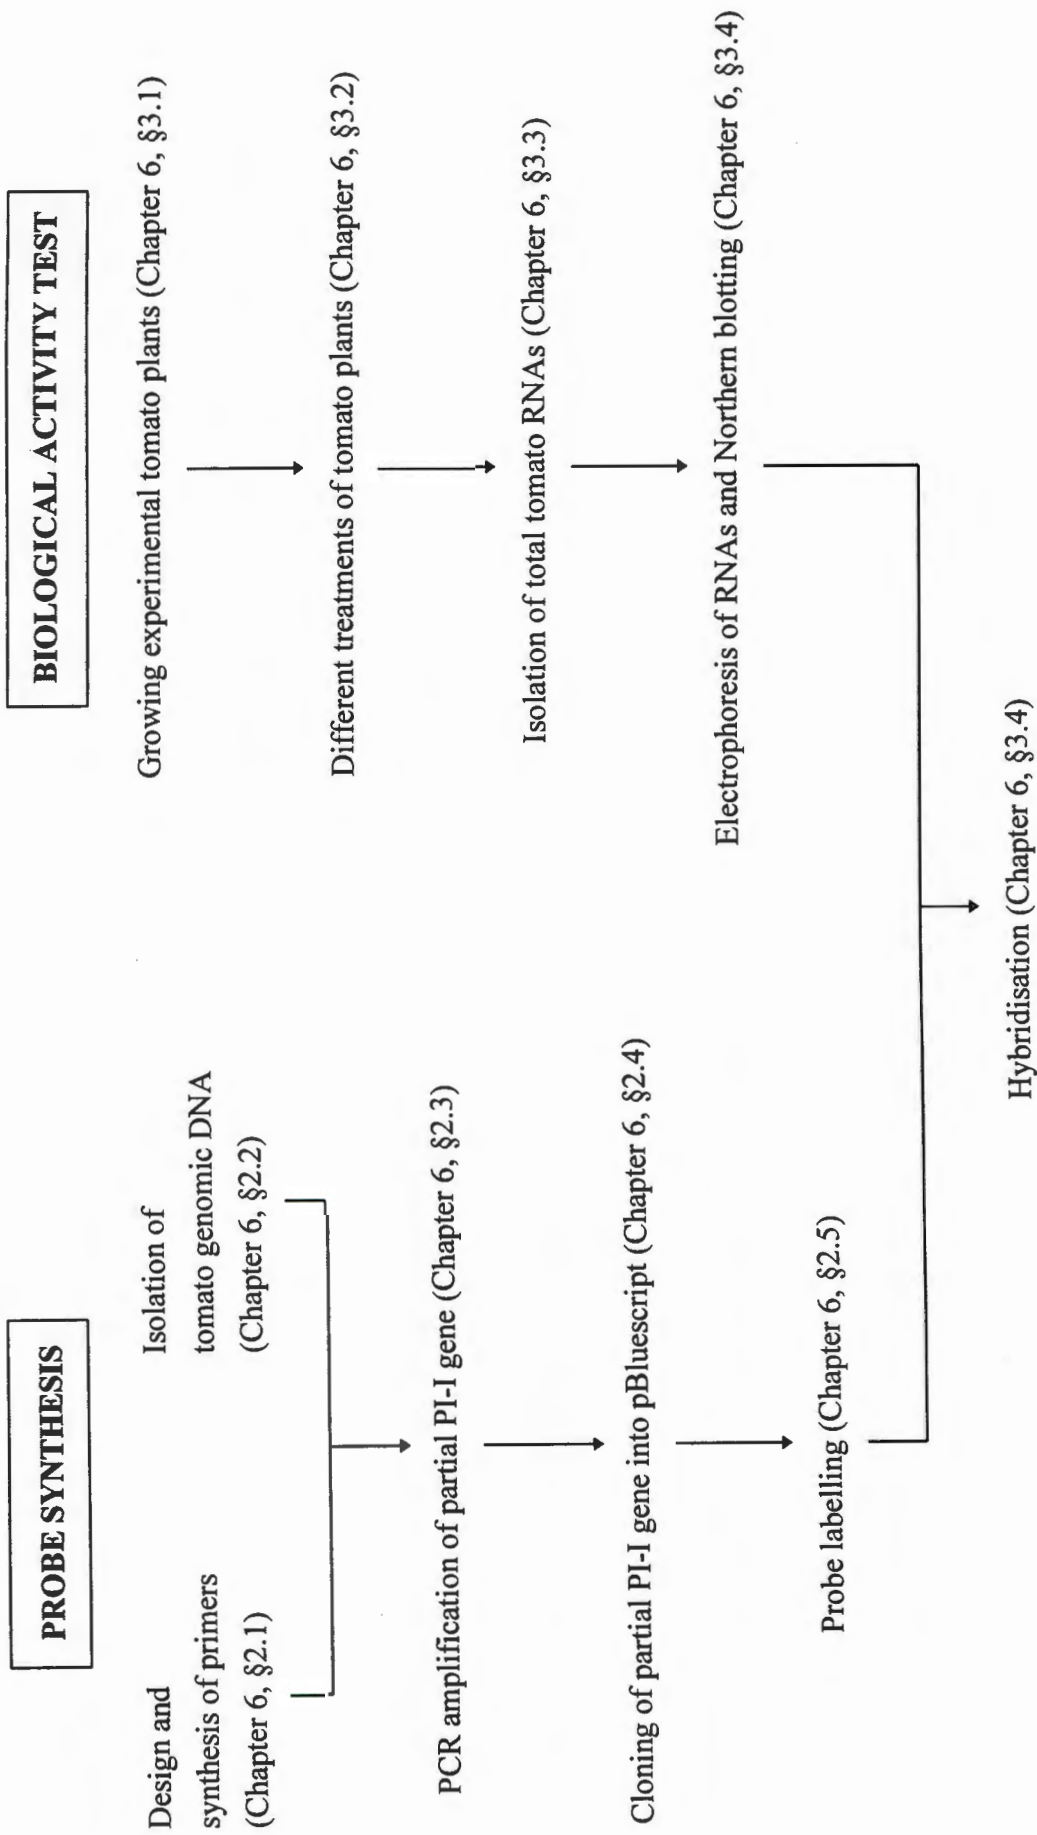 PROBE SYNTHESIS
Design and
synthesis of primers
(Chapter 6, §2.1)
Isolation of
tomato genomic DNA
(Chapter 6, §2.2)
PCR amplification of partial PI-I gene (Chapter 6, §2.3)
Cloning of partial PI-I gene into pBluescript (Chapter 6, §2.4)
Probe labelling (Chapter 6, §2.5)
BIOLOGICAL ACTIVITY TEST
Growing experimental tomato plants (Chapter 6, §3.1)
Different treatments of tomato plants (Chapter 6, §3.2)
Isolation of total tomato RNAs (Chapter 6, §3.3)
Electrophoresis of RNAs and Northern blotting (Chapter 6, §3.4)
Hybridisation (Chapter 6, §3.4)